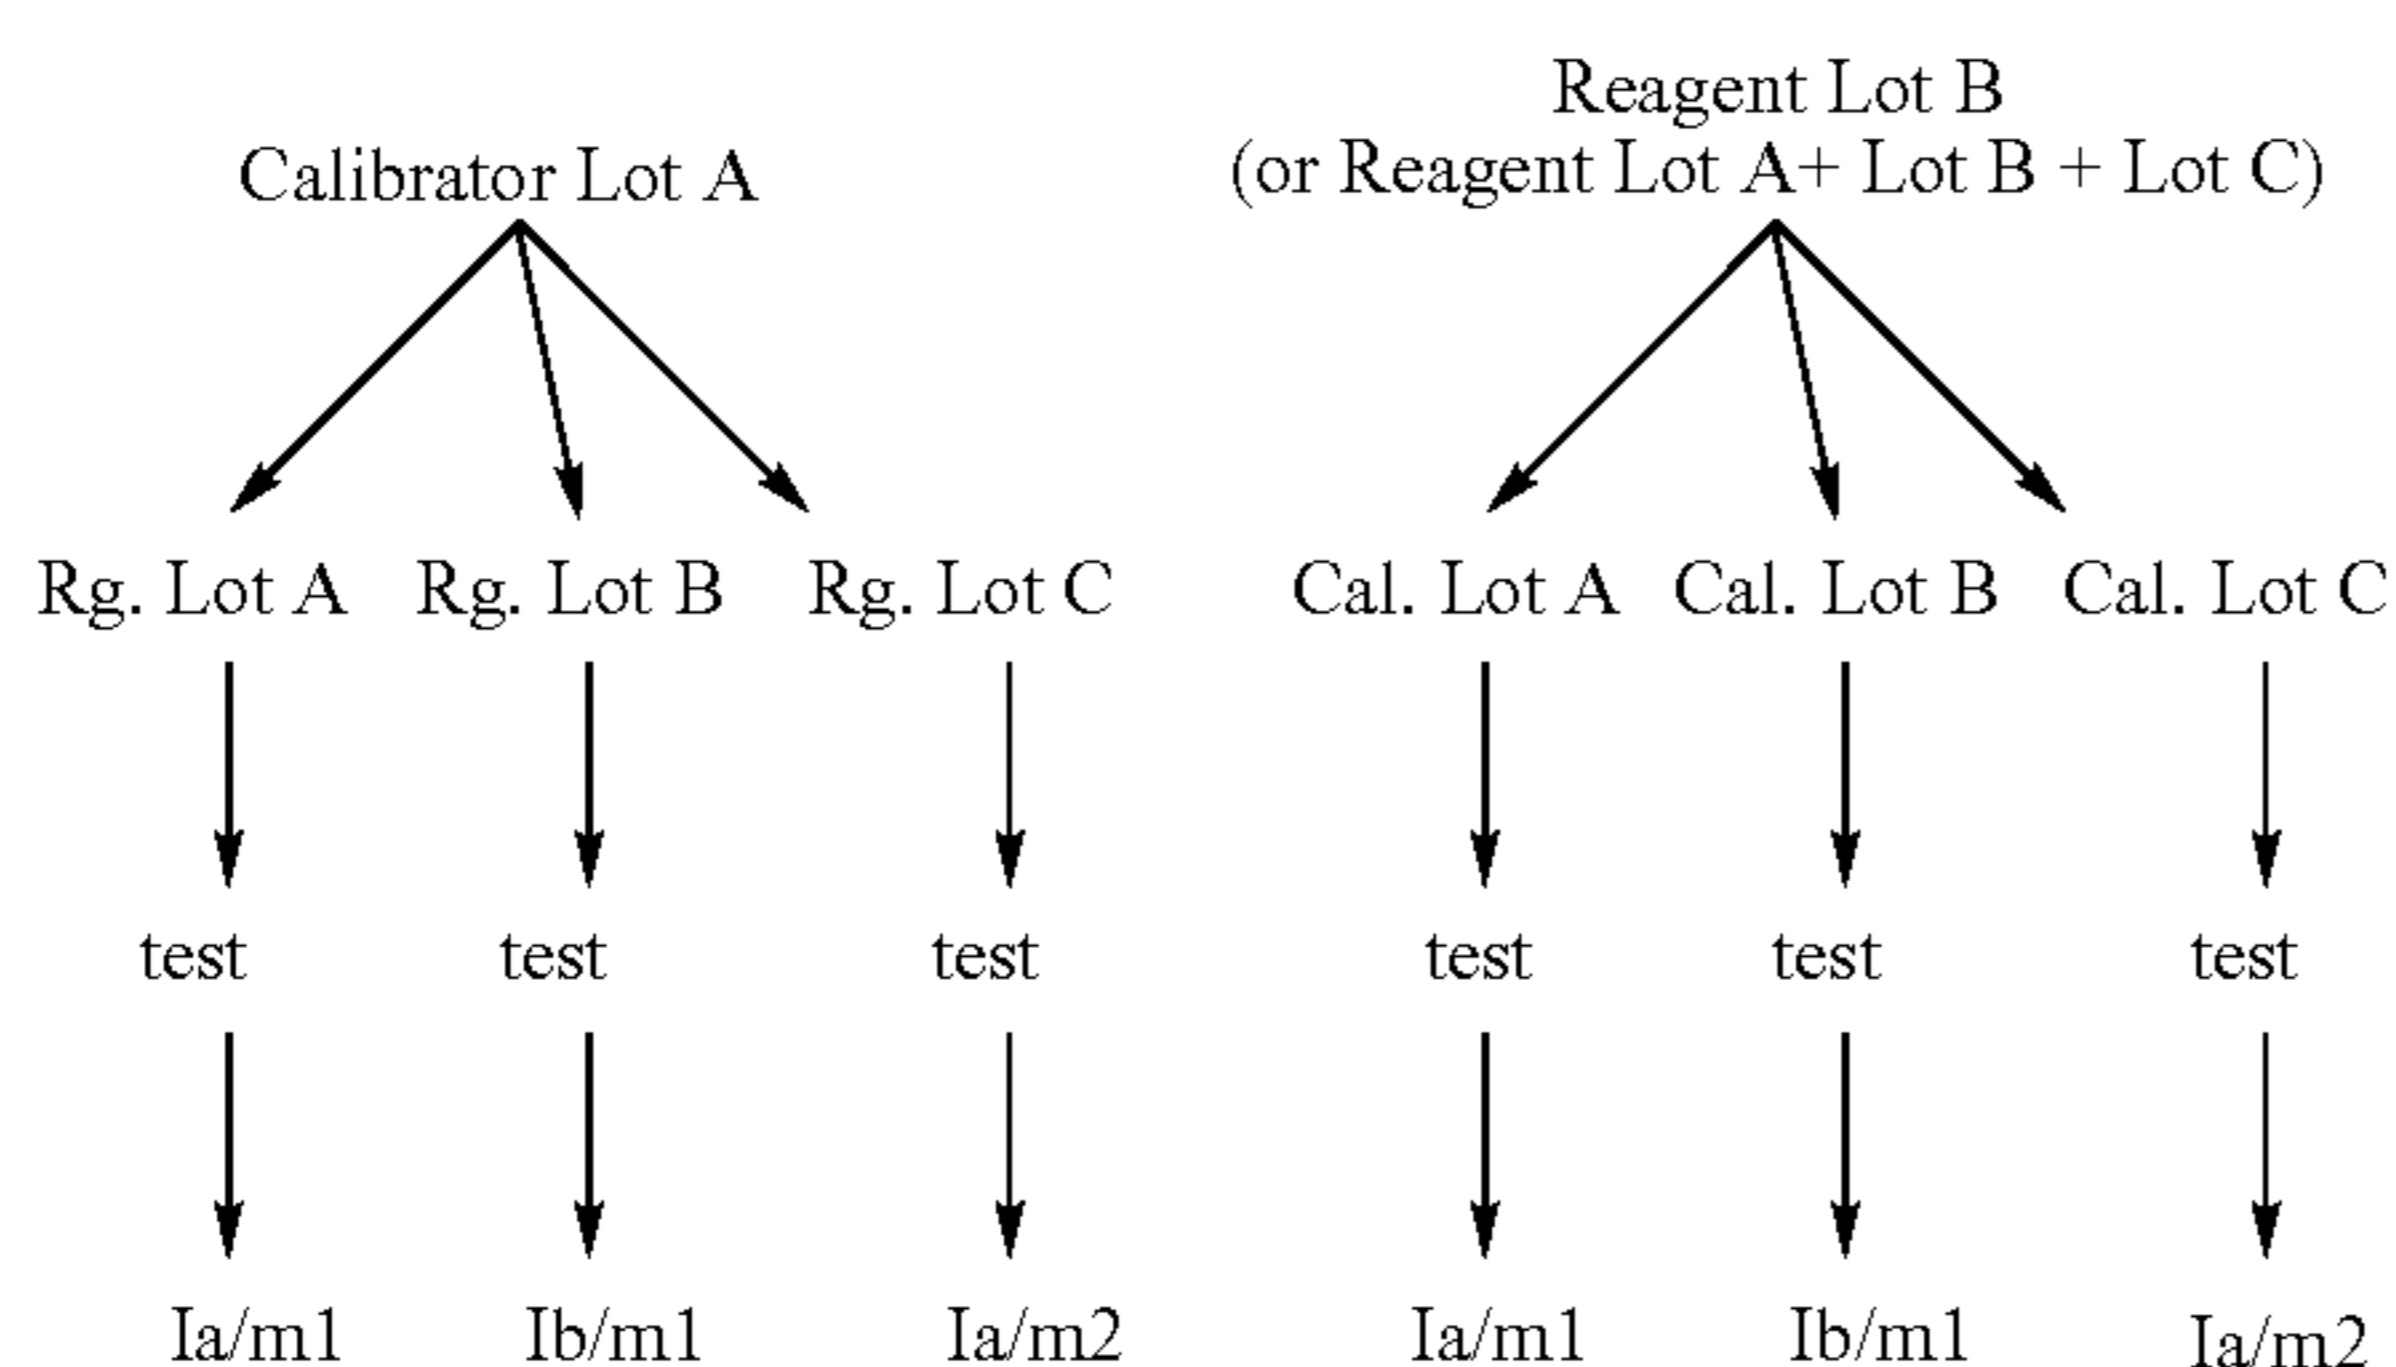 Reagent Lot B
Calibrator Lot A
(or Reagent Lot A+ Lot B + Lot C)
Rg. Lot A Rg. Lot B Rg. Lot C Cal. Lot A Cal. Lot B Cal. Lot C
test test test test test test
Ia/m1 Ib/m1 Ia/m2 Ia/m1 Ib/m1 Ia/m2